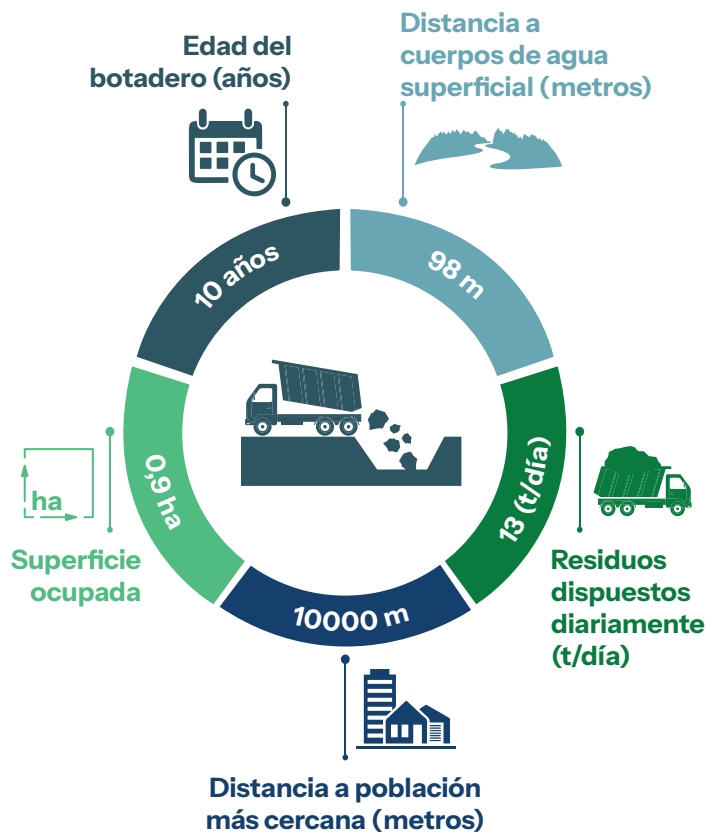 Edad del
botadero (años)
Distancia a
cuerpos de agua
superficial (metros)
10 años
98 m
0,9 ha
13 (t/día)
10000 m
ha
Superficie
ocupada
Residuos
dispuestos
diariamente
(t/día)
Distancia a población
más cercana (metros)